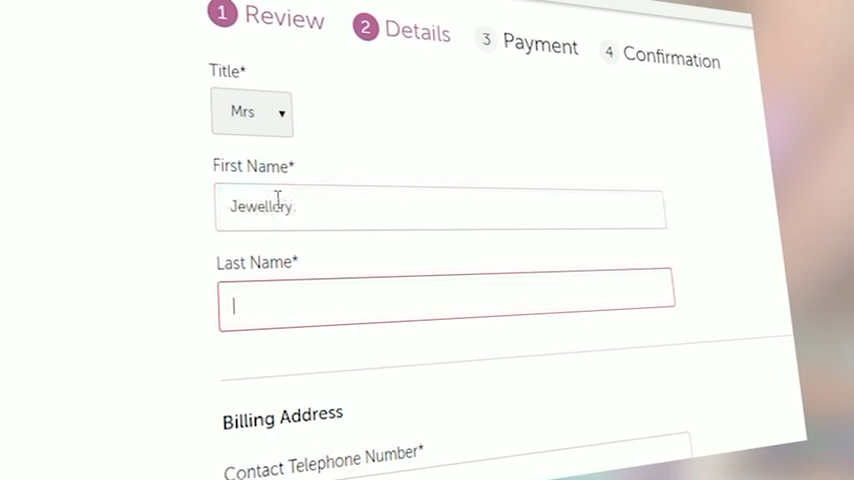 1 Review 2 Details 3 Payment 4 Confirmation
Title*
Mrs
First Name*
Jewellery
Last Name*
Billing Address
Contact Telephone Number*